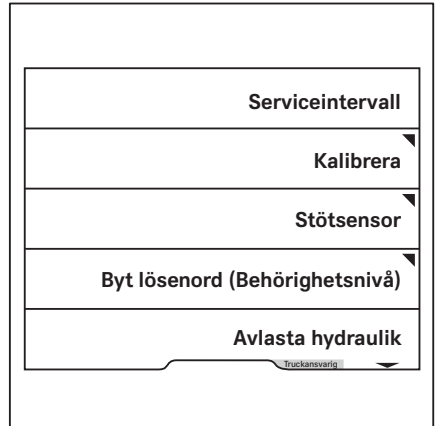 Serviceintervall
Kalibrera
Stötsensor
Byt lösenord (Behörighetsnivå)
Avlasta hydraulik
Truckansvarig